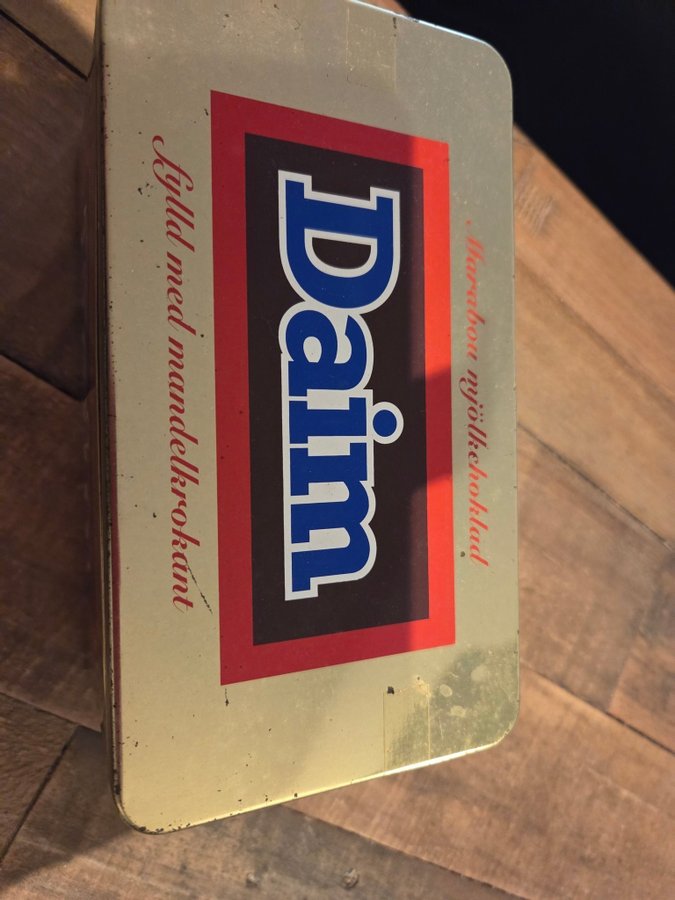 Marabou mjölkchoklad
Daim
fylld med mandelkrokant